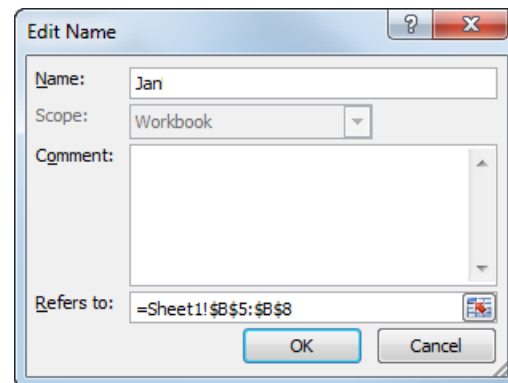 Edit Name
?
Name: Jan
Scope: Workbook
Comment:
Refers to: =Sheet1!$B$5:$B$8
OK Cancel